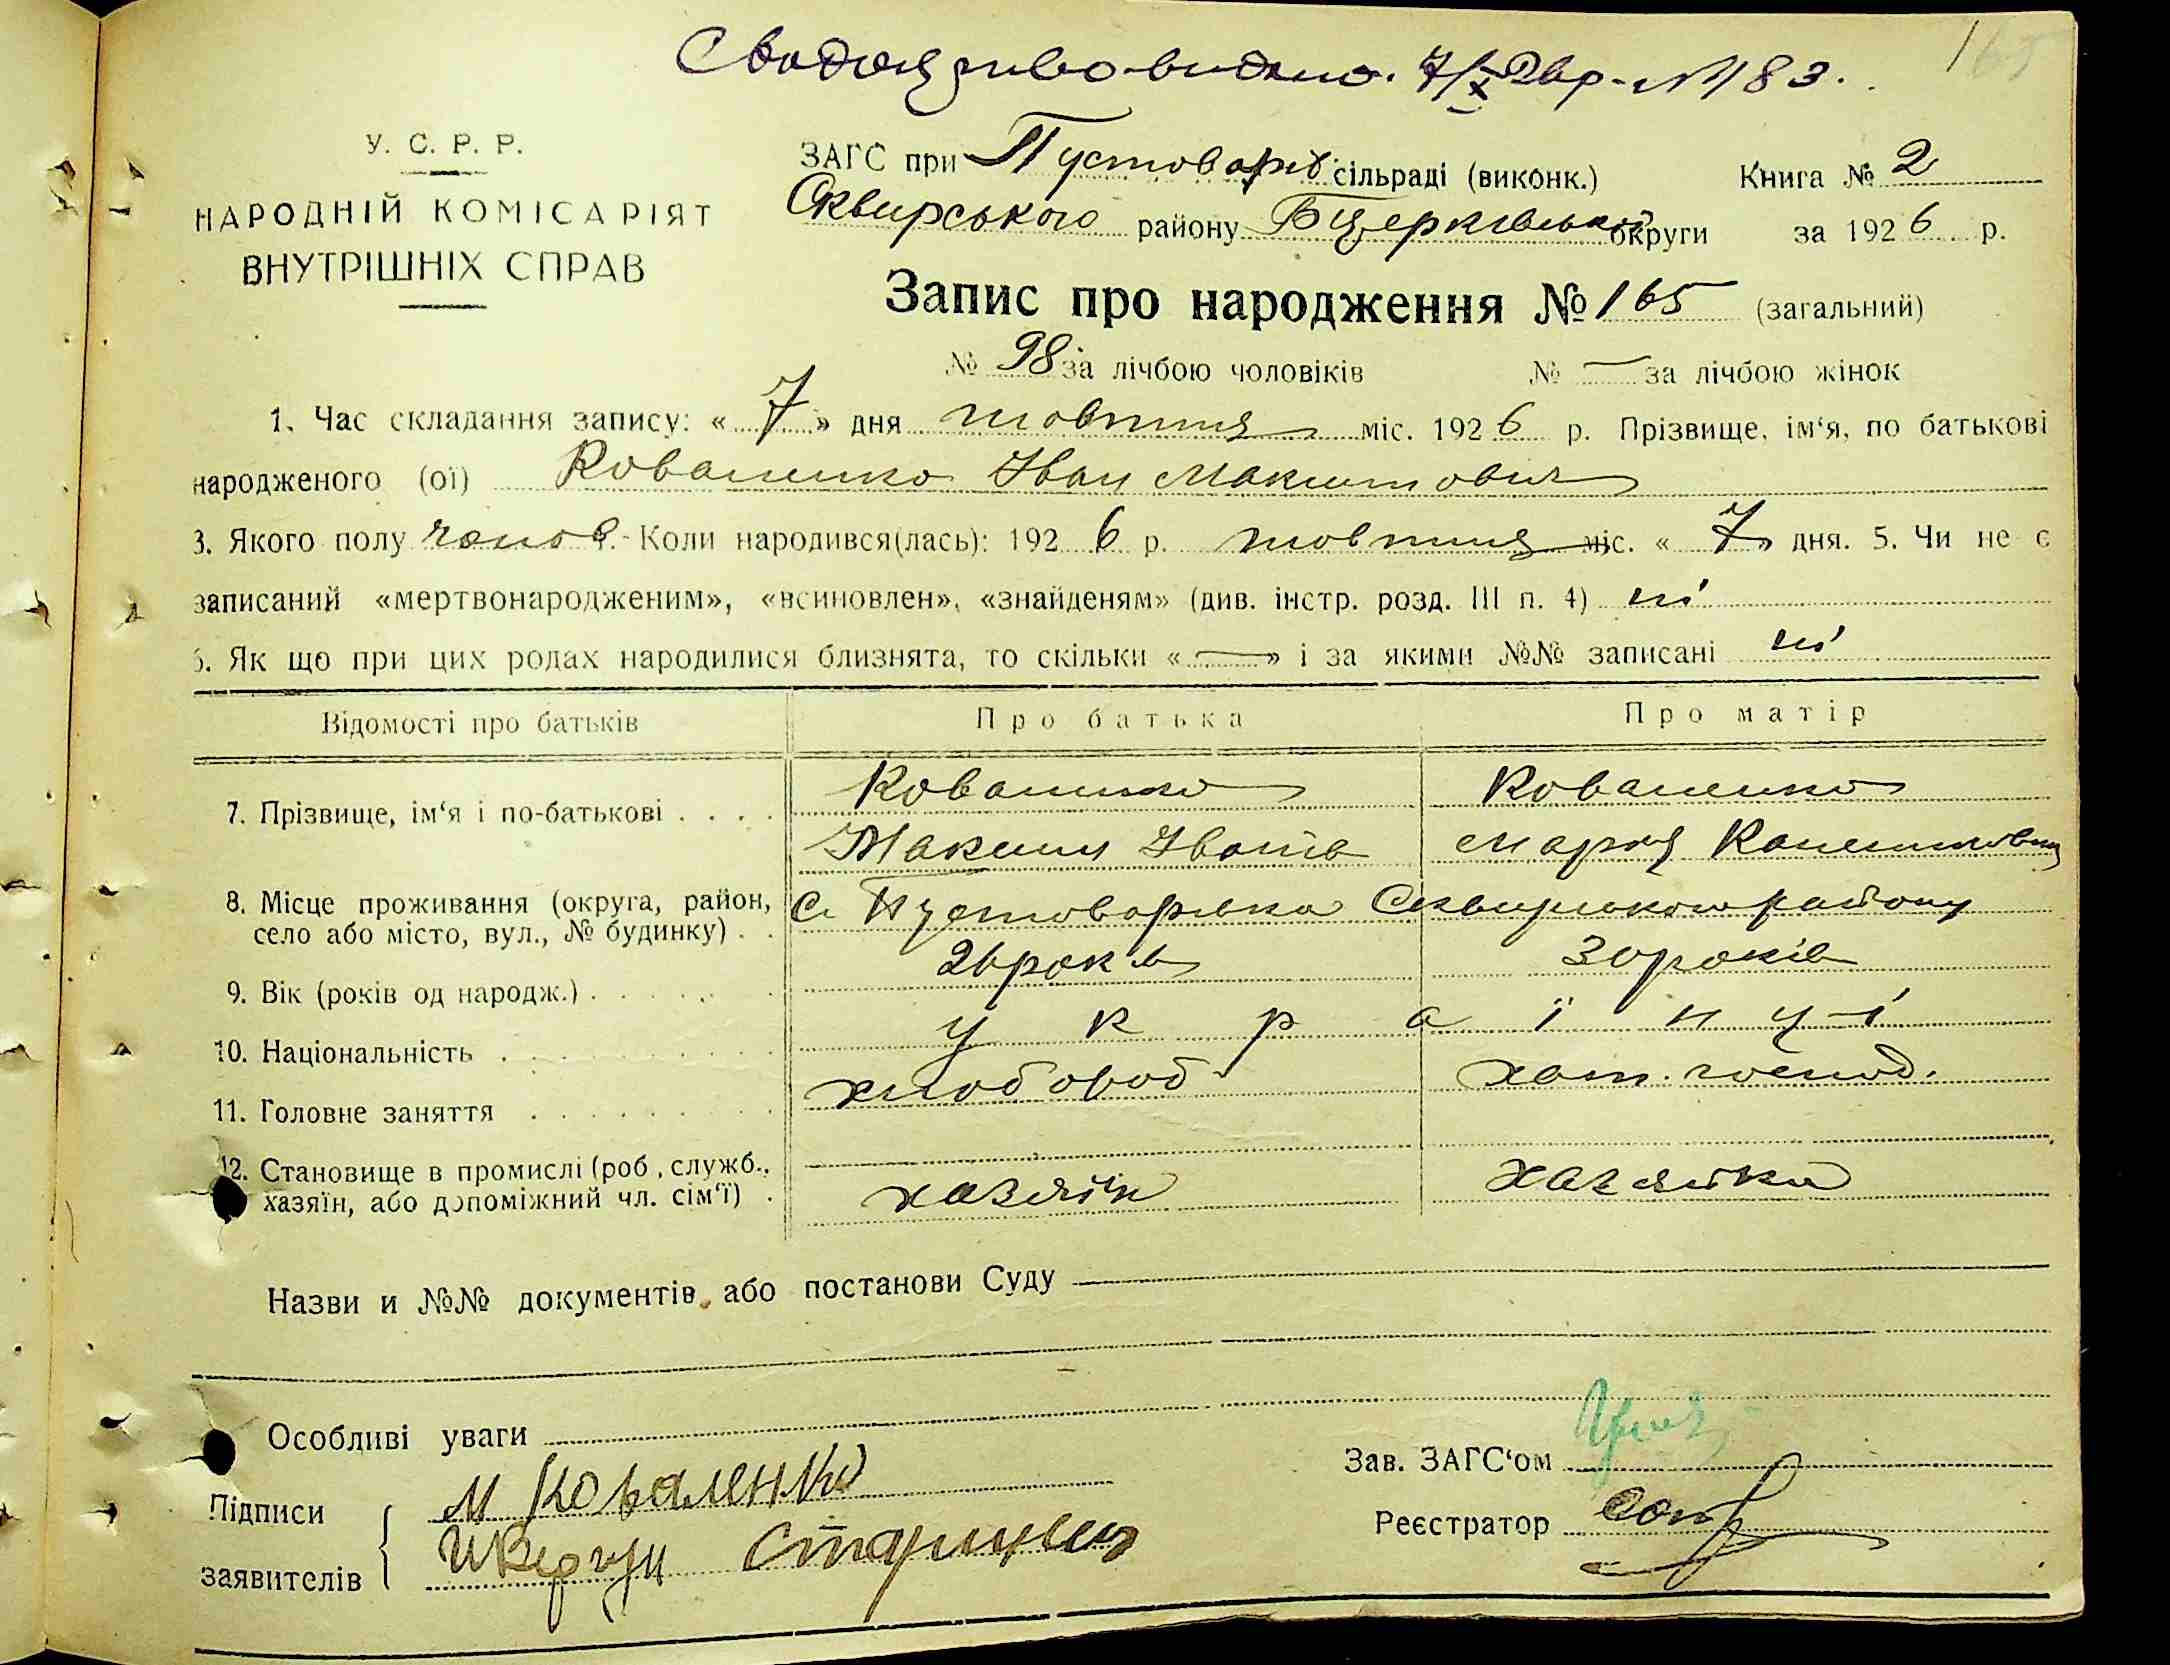 Свідоцтво видано. 7/X 26р. №183.
165
У. С. Р. Р.
НАРОДНІЙ КОМІСАРІЯТ
ВНУТРІШНІХ СПРАВ
ЗАГС при Пустоварів. сільраді (виконк.) Книга № 2
Сквирського району Б Церківської округи за 1926 р.
Запис про народження № 165 (загальний)
№ 98 за лічбою чоловіків № — за лічбою жінок
1. Час складання запису: « 7 » дня жовтня міс. 1926 р. Прізвище, ім'я, по батькові
народженого (ої) Коваленко Іван Максимович
3. Якого полу чолов. Коли народився(лась): 1926 р. жовтня міс. « 7 » дня. 5. Чи не є
записаний «мертвонародженим», «всиновлен», «знайденям» (див. інстр. розд. III п. 4) ні
6. Як що при цих родах народилися близнята, то скільки « — » і за якими №№ записані ні
Відомості про батьків Про батька Про матір
7. Прізвище, ім'я і по-батькові . . . . Коваленко Коваленко
Максим Іванів Марія
8. Місце проживання (округа, район, с. Пустоварівка Сквирського району
село або місто, вул., № будинку) . .
9. Вік (років од народж.) . . . . . 26 років 30 років
10. Національність . . . . українці
11. Головне заняття . . . . хлібороб хат. господ.
12. Становище в промислі (роб., служб.,
хазяїн, або допоміжний чл. сім'ї) . хазяїн хазяйка
Назви и №№ документів, або постанови Суду
Особливі уваги
Зав. ЗАГС'ом
Підписи М Коваленко
Реєстратор
заявителів